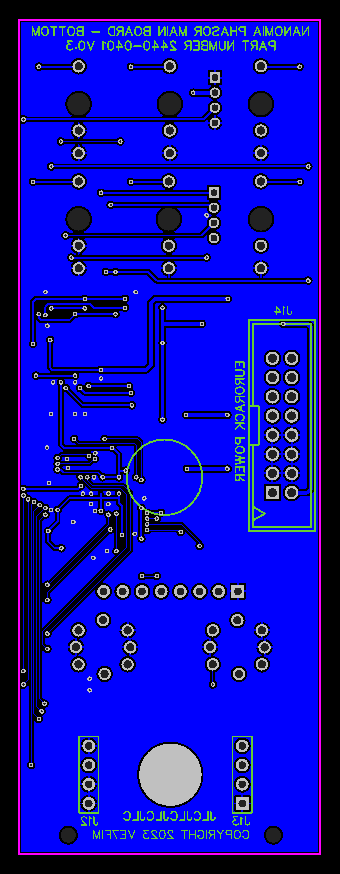 NANOMIA PHASOR MAIN BOARD - BOTTOM
PART NUMBER 2440-0401 V0.3
J14
EURORACK POWER
J12
JLCJLCJLCJLC
J13
COPYRIGHT 2023 VE7FIM